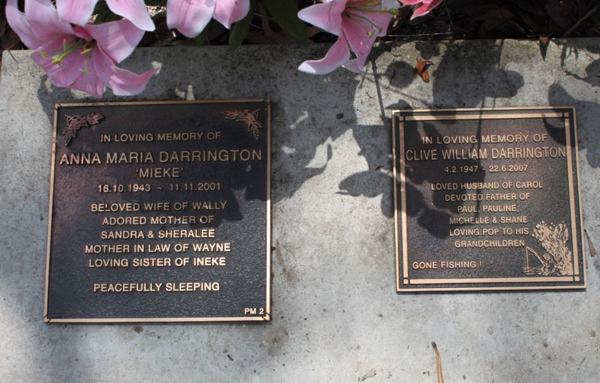 IN LOVING MEMORY OF
ANNA MARIA DARRINGTON
'MIEKE'
16.10.1943 ~ 11.11.2001
BELOVED WIFE OF WALLY
ADORED MOTHER OF
SANDRA & SHERALEE
MOTHER IN LAW OF WAYNE
LOVING SISTER OF INEKE
PEACEFULLY SLEEPING
PM 2
IN LOVING MEMORY OF
CLIVE WILLIAM DARRINGTON
4.2.1947 - 22.6.2007
LOVED HUSBAND OF CAROL
DEVOTED FATHER OF
PAUL, PAULINE,
MICHELLE & SHANE
LOVING POP TO HIS
GRANDCHILDREN
GONE FISHING !